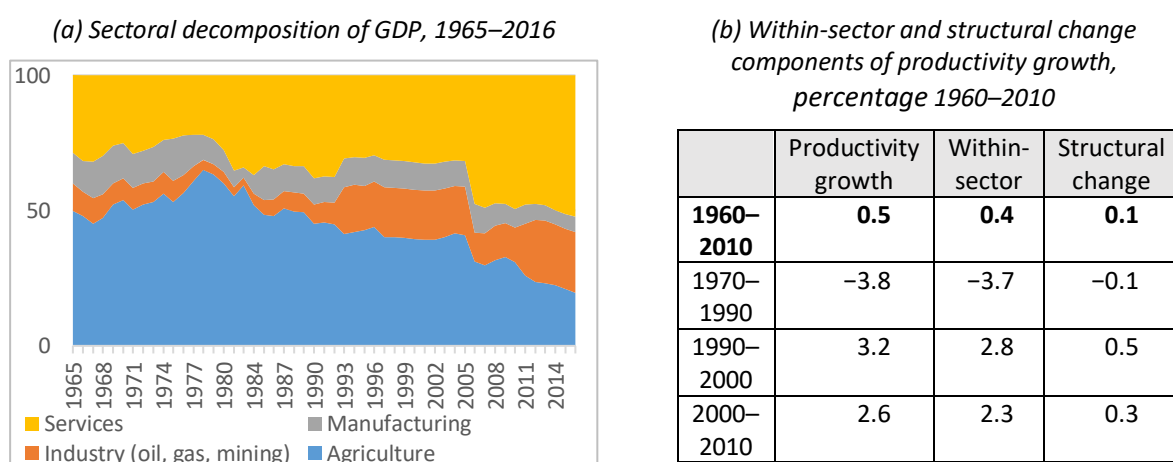 (a) Sectoral decomposition of GDP, 1965–2016
100
50
0
1965
1968
1971
1974
1977
1980
1984
1987
1990
1993
1996
1999
2002
2005
2008
2011
2014
Services
Manufacturing
Industry (oil, gas, mining)
Agriculture
(b) Within-sector and structural change
components of productivity growth,
percentage 1960–2010
Productivity growth Within-sector Structural change
1960–2010 0.5 0.4 0.1
1970–1990 −3.8 −3.7 −0.1
1990–2000 3.2 2.8 0.5
2000–2010 2.6 2.3 0.3